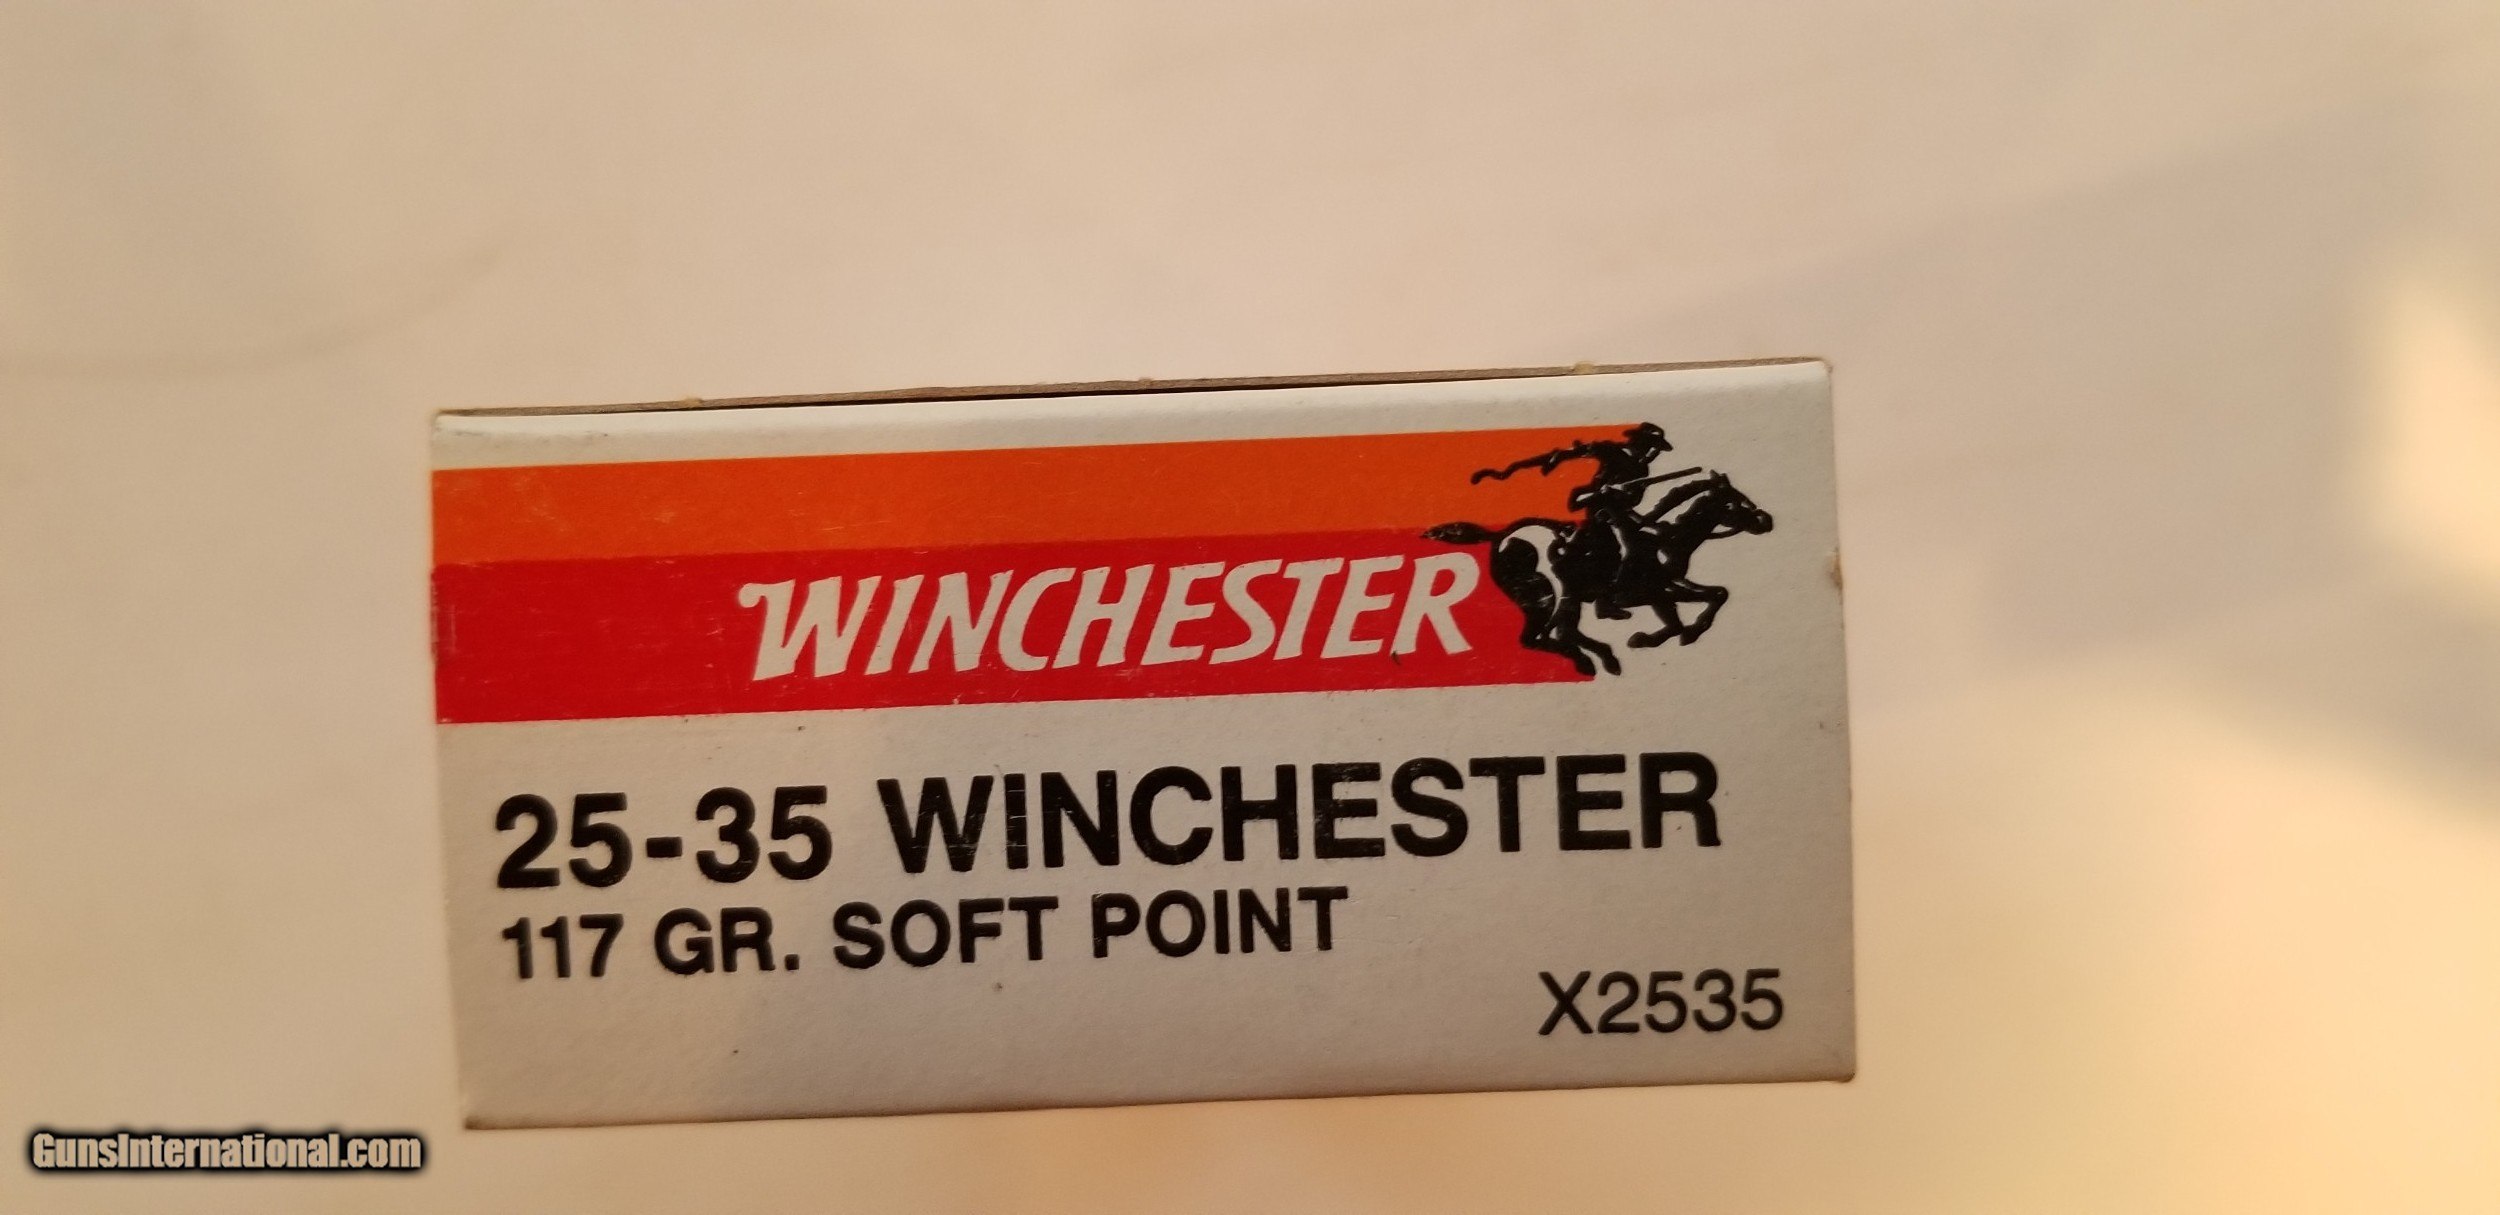 WINCHESTER
25-35 WINCHESTER
117 GR. SOFT POINT
X2535
GunsInternational.com